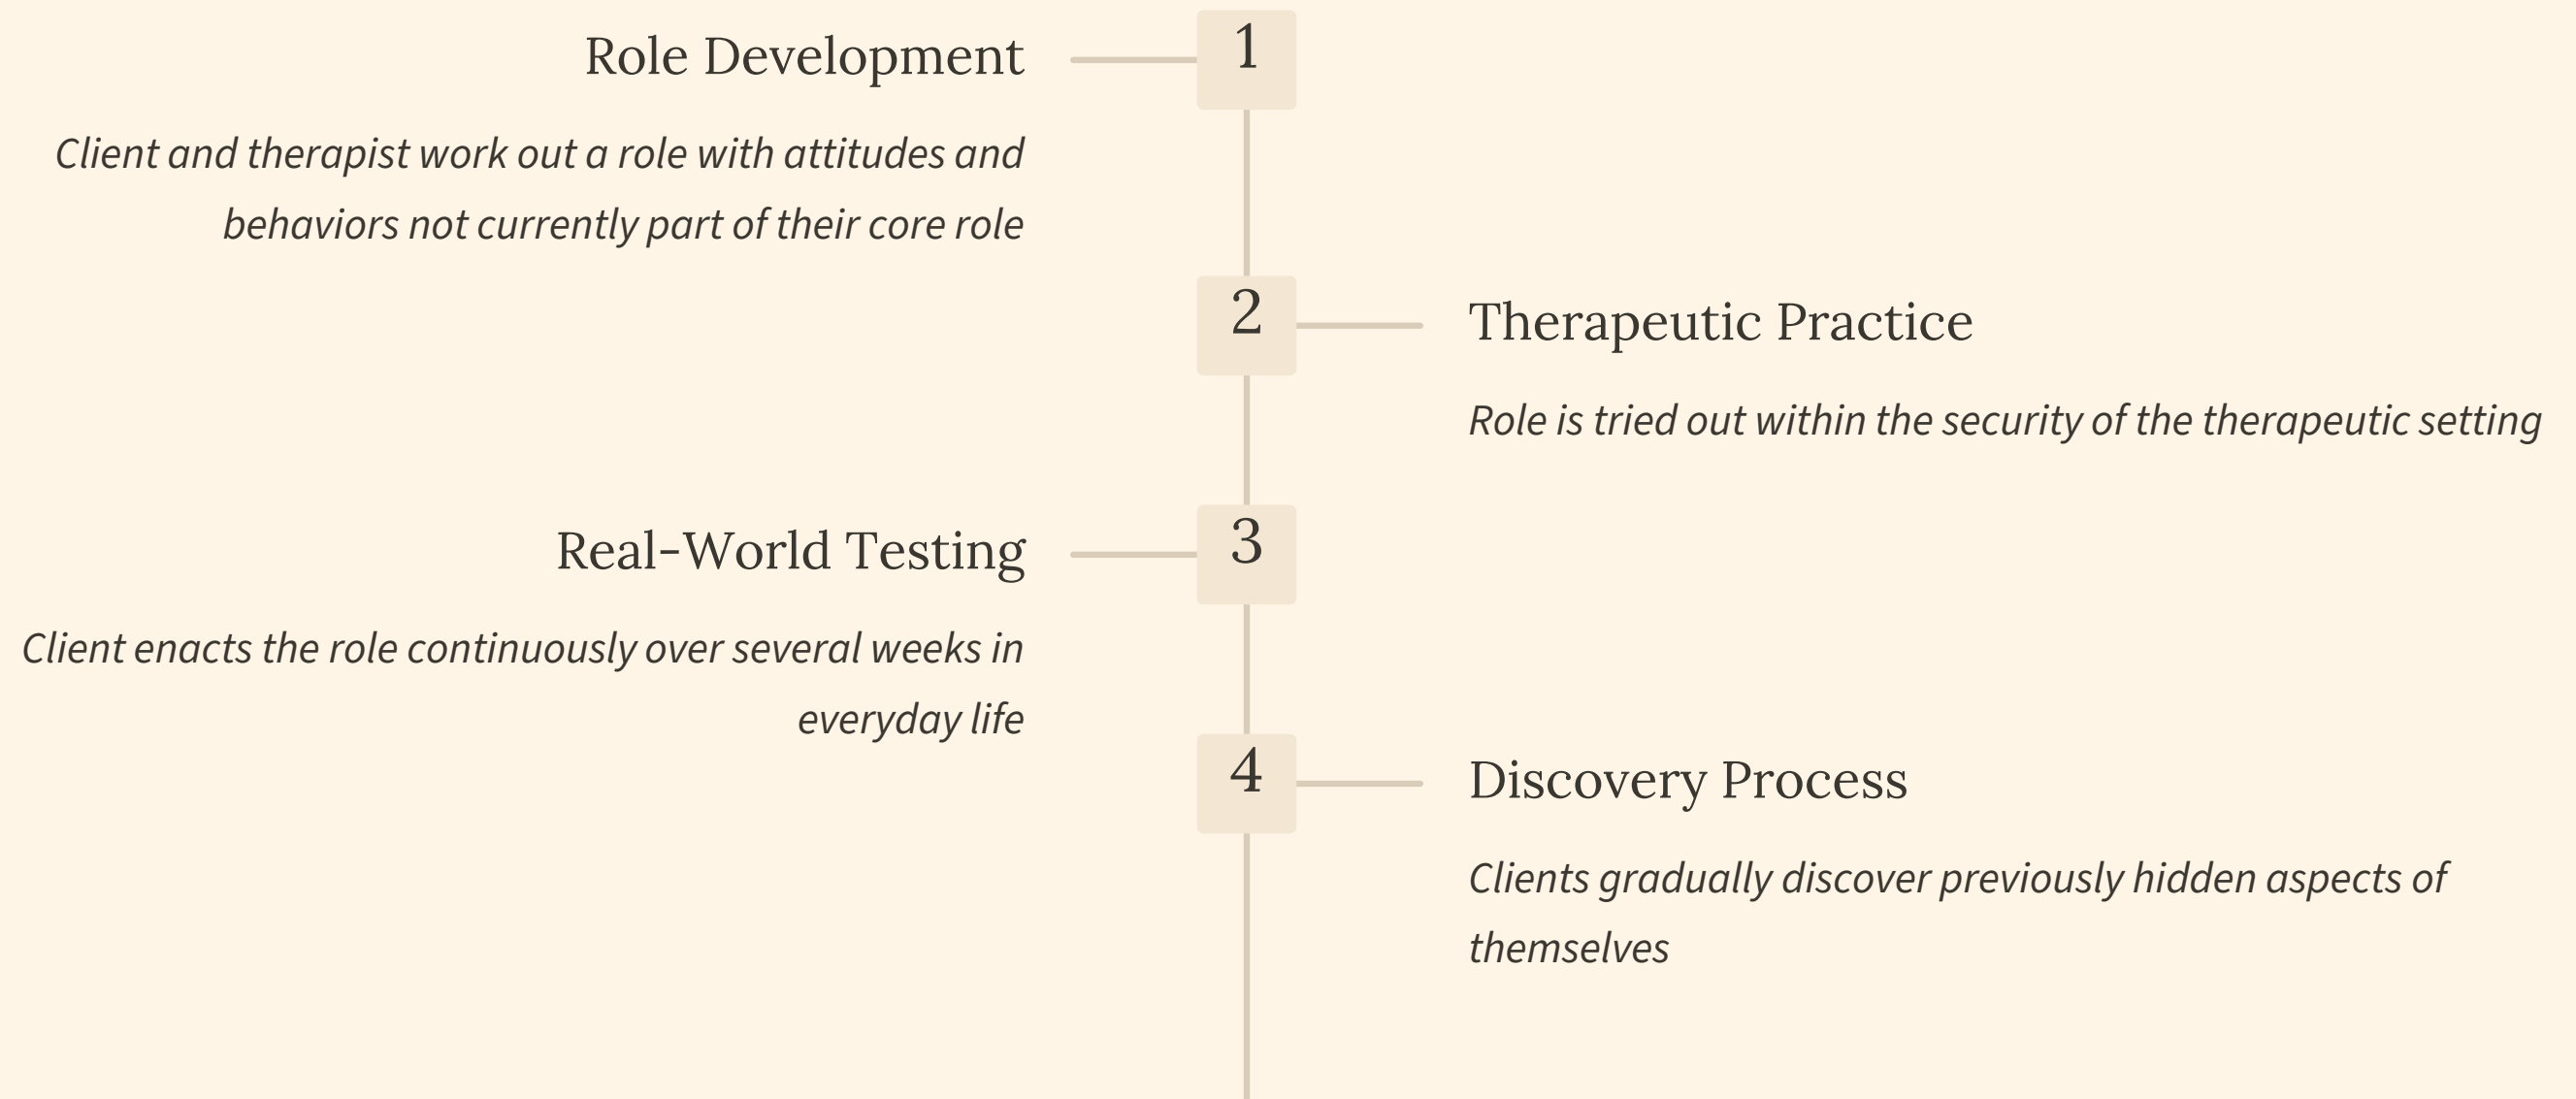 1
Role Development
Client and therapist work out a role with attitudes and
behaviors not currently part of their core role
2
Therapeutic Practice
Role is tried out within the security of the therapeutic setting
3
Real-World Testing
Client enacts the role continuously over several weeks in
everyday life
4
Discovery Process
Clients gradually discover previously hidden aspects of
themselves